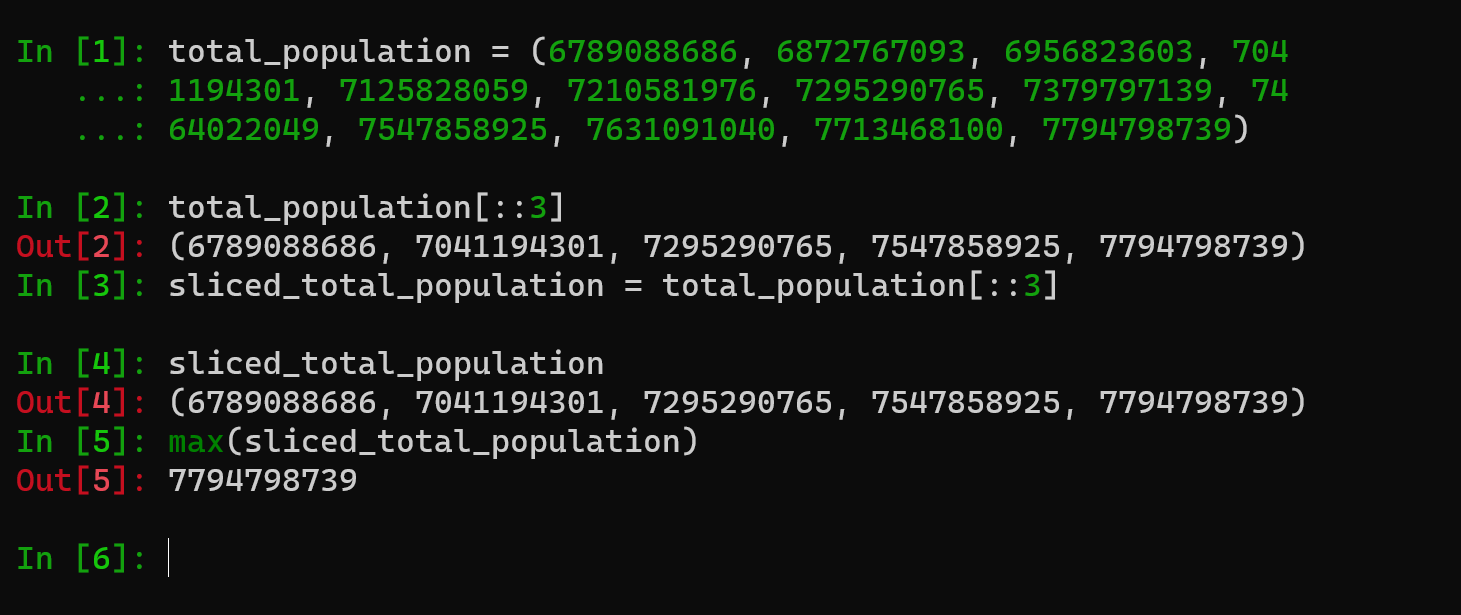 In [1]: total_population = (6789088686, 6872767093, 6956823603, 704
...: 1194301, 7125828059, 7210581976, 7295290765, 7379797139, 74
...: 64022049, 7547858925, 7631091040, 7713468100, 7794798739)
In [2]: total_population[::3]
Out[2]: (6789088686, 7041194301, 7295290765, 7547858925, 7794798739)
In [3]: sliced_total_population = total_population[::3]
In [4]: sliced_total_population
Out[4]: (6789088686, 7041194301, 7295290765, 7547858925, 7794798739)
In [5]: max(sliced_total_population)
Out[5]: 7794798739
In [6]: